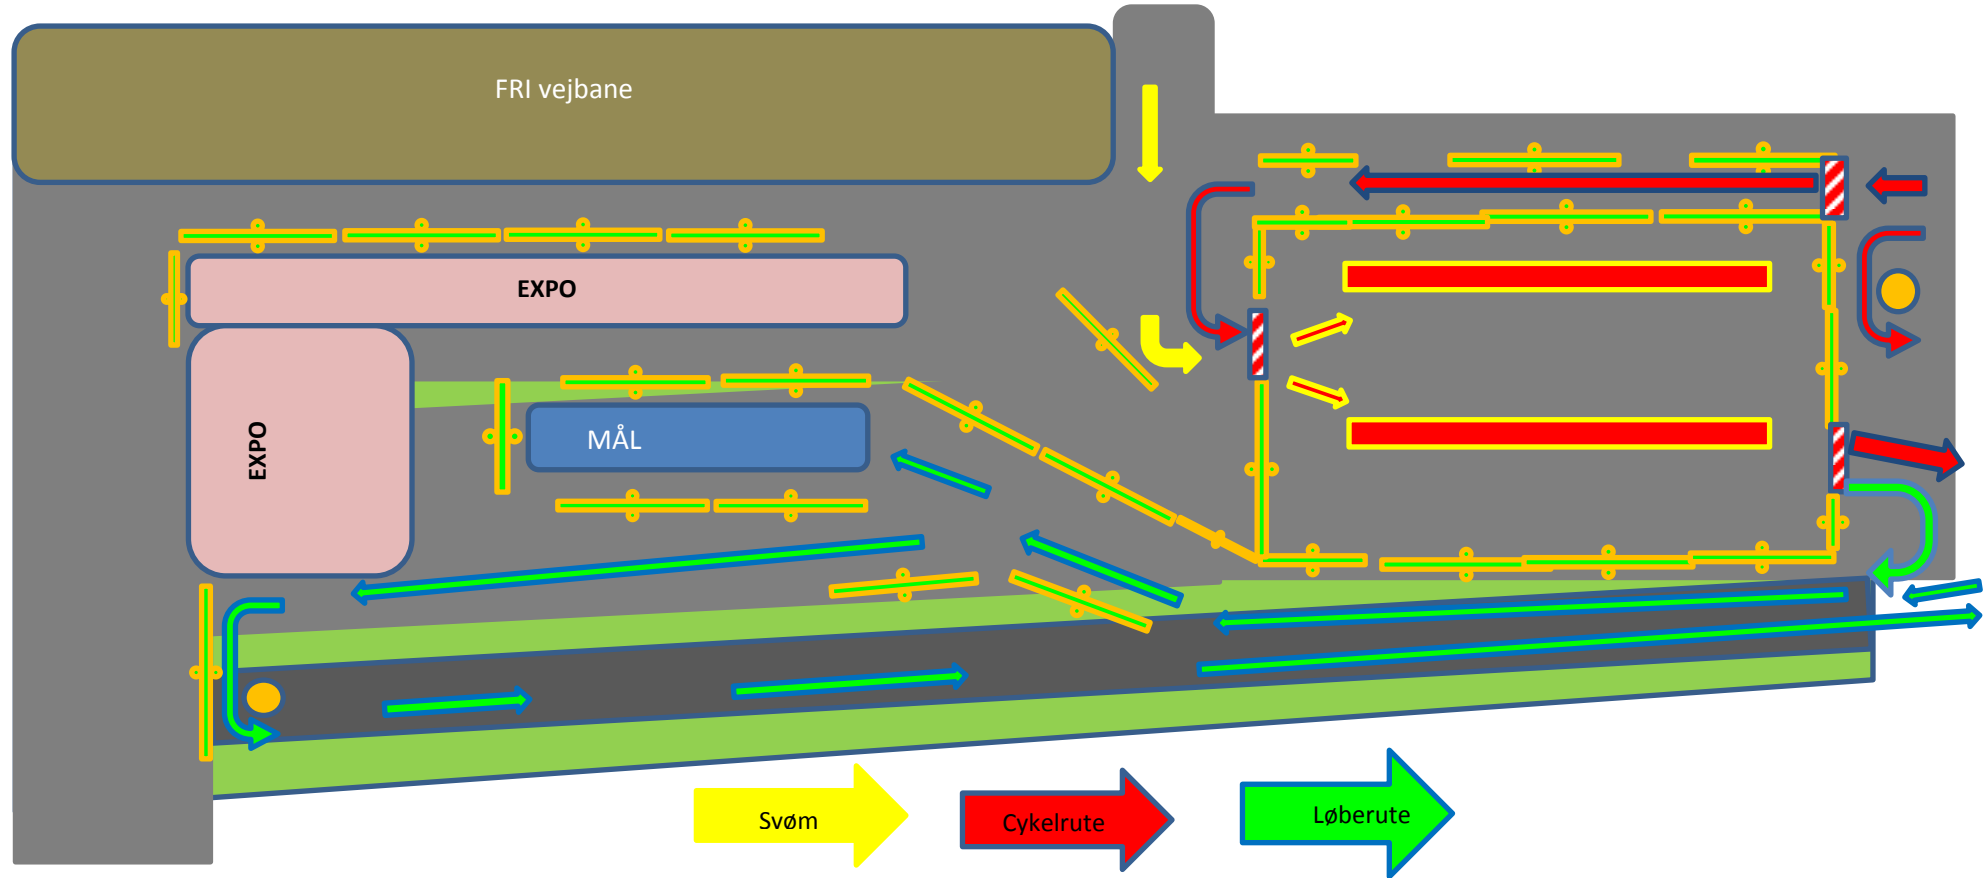 FRI vejbane
EXPO
EXPO
MÅL
Svøm
Cykelrute
Løberute